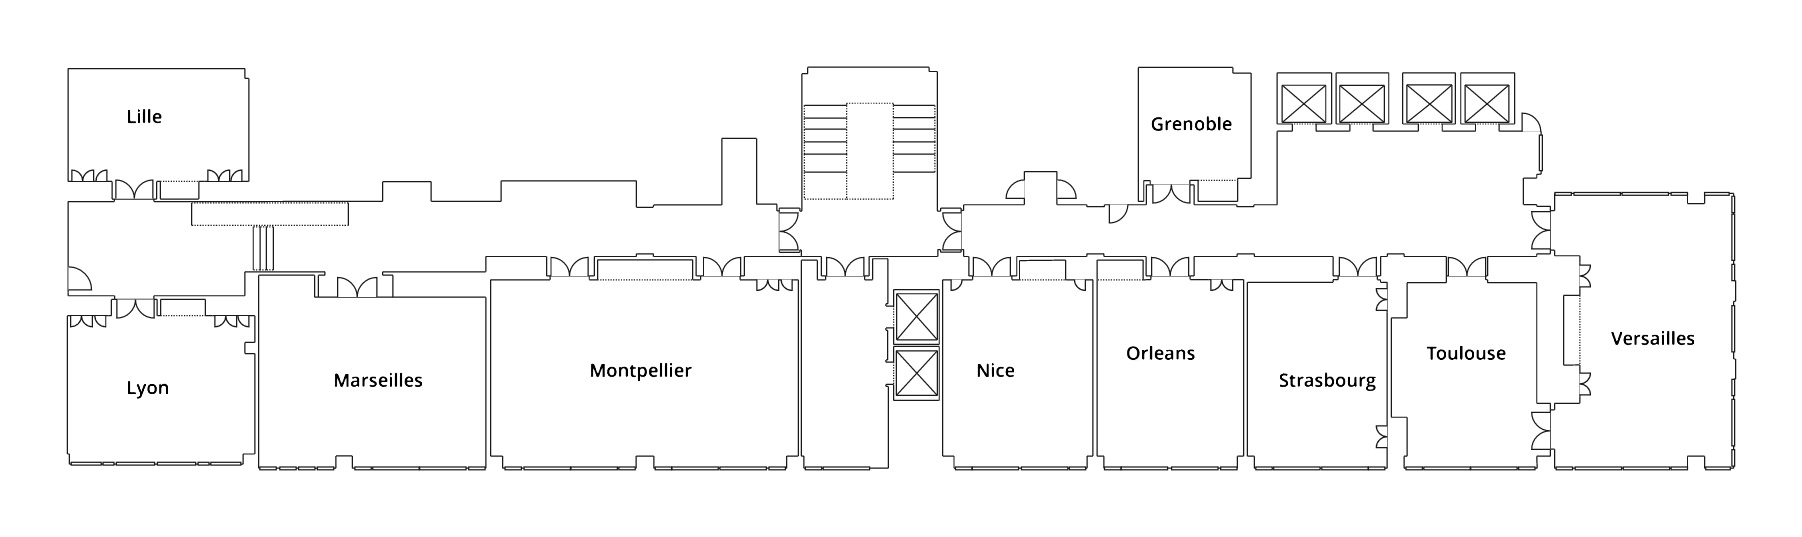 Lille
Grenoble
Versailles
Orleans
Toulouse
Montpellier
Nice
Marseilles
Strasbourg
Lyon